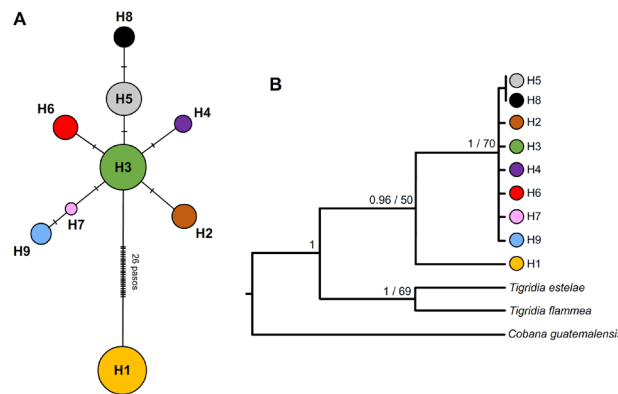 A
H8
H5
H6
H4
H3
H7
H9
H2
26 pasos
H1
B
H5
H8
H2
1 / 70
H3
H4
H6
0.96 / 50
H7
H9
1
H1
1 / 69
Tigridia estelae
Tigridia flammea
Cobana guatemalensis